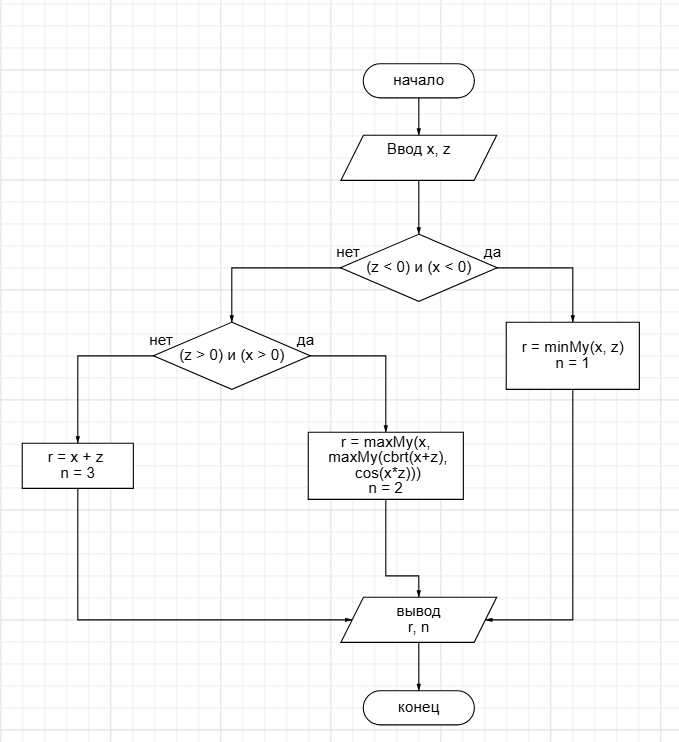 начало
Ввод x, z
нет
да
(z < 0) и (x < 0)
нет
да
(z > 0) и (x > 0)
r = minMy(x, z)
n = 1
r = x + z
n = 3
r = maxMy(x,
maxMy(cbrt(x+z),
cos(x*z)))
n = 2
вывод
r, n
конец